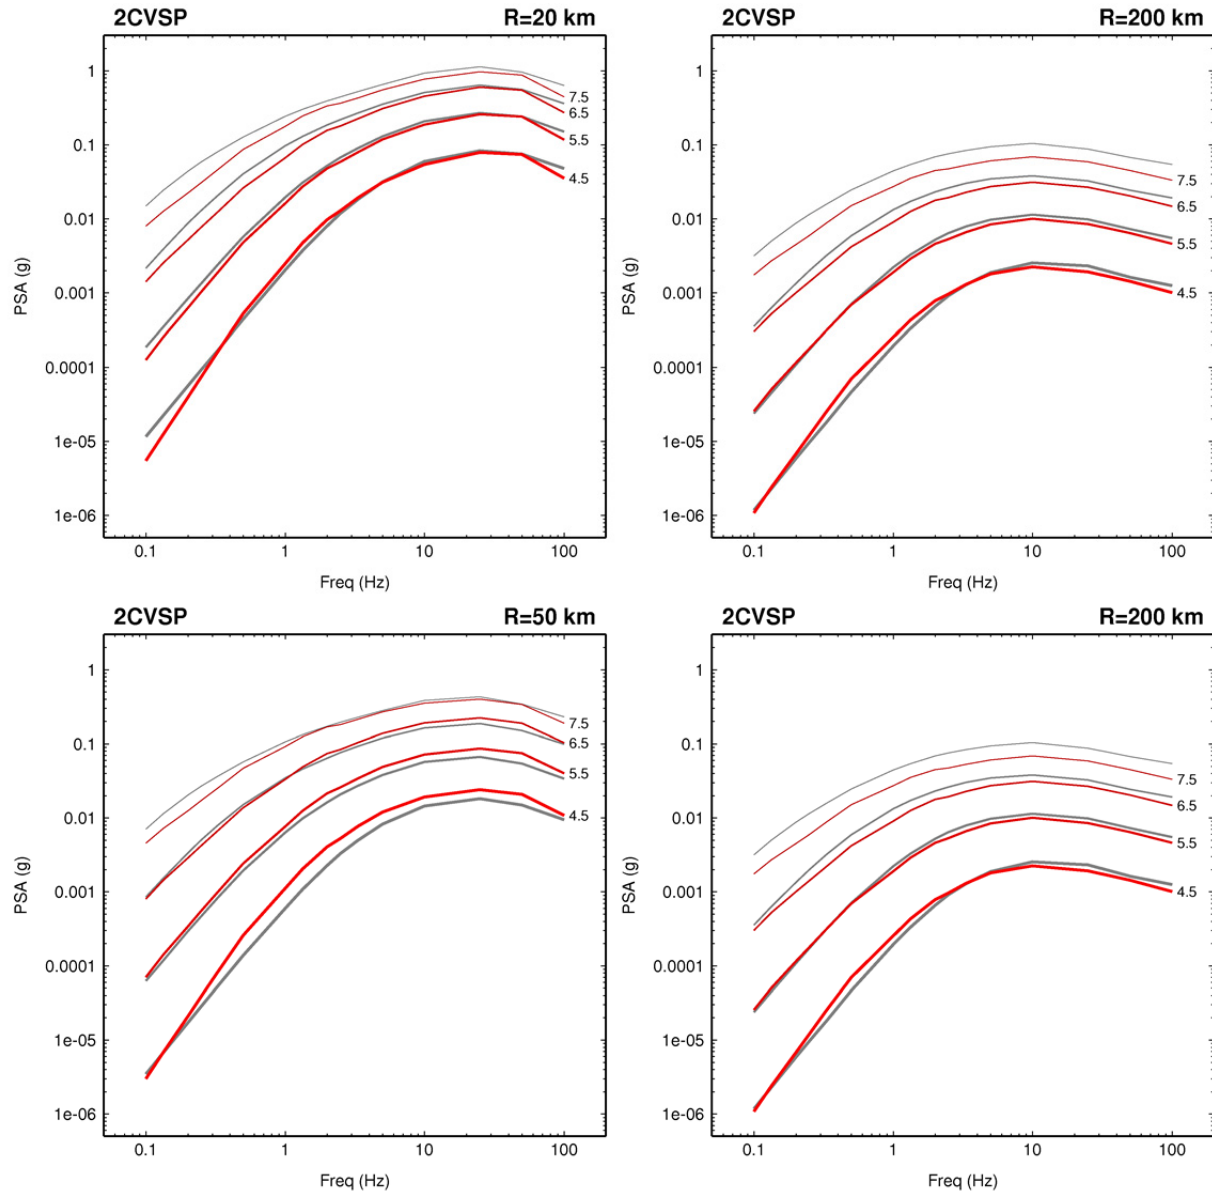 2CVSP R=20 km
PSA (g)
1
0.1
0.01
0.001
0.0001
1e-05
1e-06
7.5
6.5
5.5
4.5
0.1 1 10 100
Freq (Hz)
2CVSP R=200 km
PSA (g)
1
0.1
0.01
0.001
0.0001
1e-05
1e-06
7.5
6.5
5.5
4.5
0.1 1 10 100
Freq (Hz)
2CVSP R=50 km
PSA (g)
1
0.1
0.01
0.001
0.0001
1e-05
1e-06
7.5
6.5
5.5
4.5
0.1 1 10 100
Freq (Hz)
2CVSP R=200 km
PSA (g)
1
0.1
0.01
0.001
0.0001
1e-05
1e-06
7.5
6.5
5.5
4.5
0.1 1 10 100
Freq (Hz)